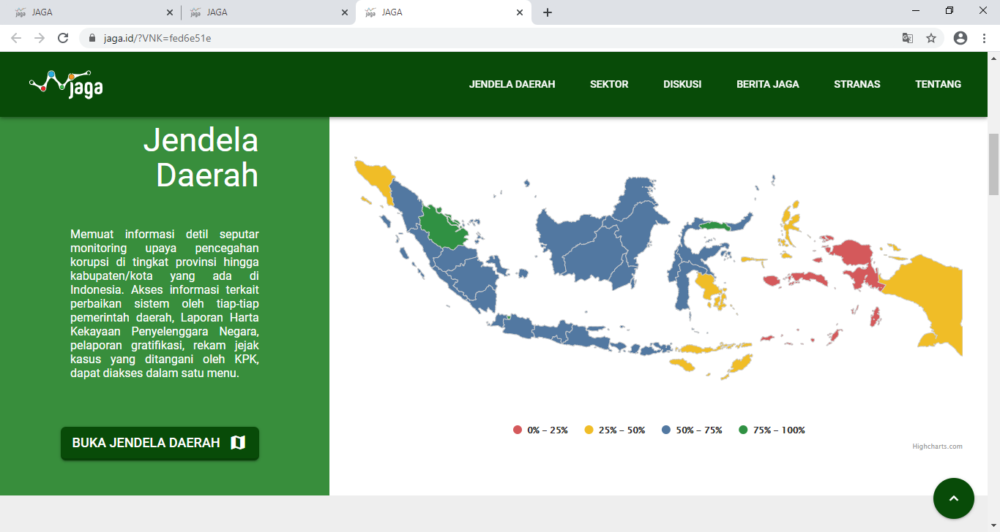 JAGA
JAGA
JAGA
jaga.id/?VNK=fed6e51e
jaga
JENDELA DAERAH
SEKTOR
DISKUSI
BERITA JAGA
STRANAS
TENTANG
Jendela
Daerah
Memuat informasi detil seputar
monitoring upaya pencegahan
korupsi di tingkat provinsi hingga
kabupaten/kota yang ada di
Indonesia. Akses informasi terkait
perbaikan sistem oleh tiap-tiap
pemerintah daerah, Laporan Harta
Kekayaan Penyelenggara Negara,
pelaporan gratifikasi, rekam jejak
kasus yang ditangani oleh KPK,
dapat diakses dalam satu menu.
BUKA JENDELA DAERAH
0% – 25%
25% – 50%
50% – 75%
75% – 100%
Highcharts.com